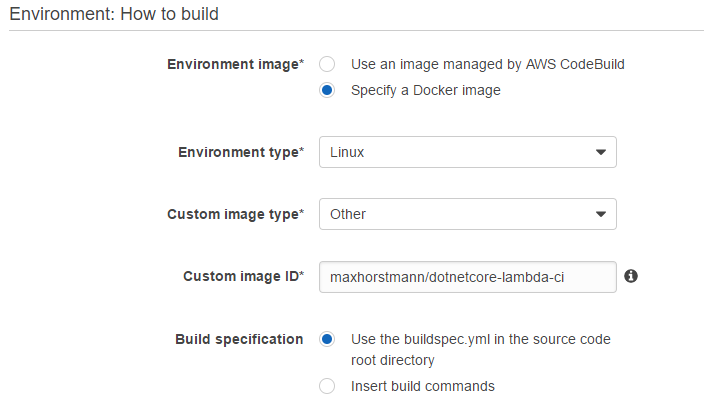 Environment: How to build
Environment image* Use an image managed by AWS CodeBuild
Specify a Docker image
Environment type* Linux
Custom image type* Other
Custom image ID* maxhorstmann/dotnetcore-lambda-ci
Build specification Use the buildspec.yml in the source code
root directory
Insert build commands